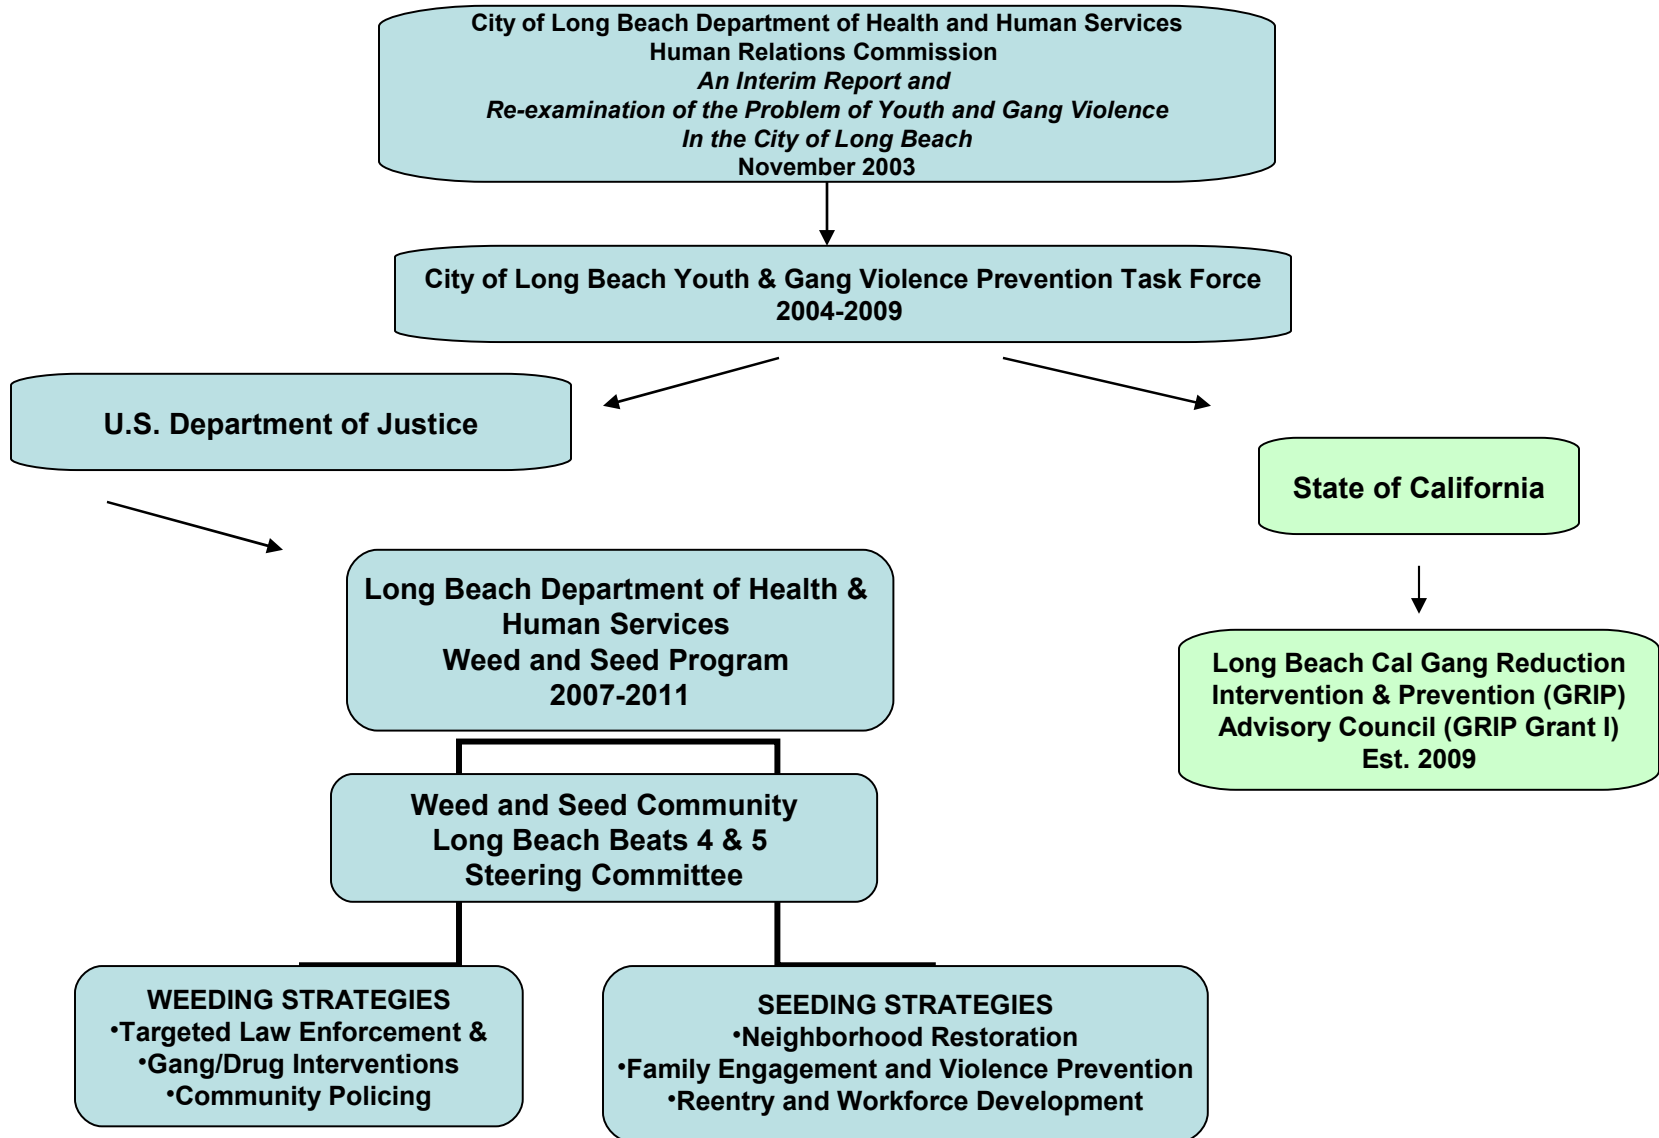 City of Long Beach Department of Health and Human Services
Human Relations Commission
An Interim Report and
Re-examination of the Problem of Youth and Gang Violence
In the City of Long Beach
November 2003
City of Long Beach Youth & Gang Violence Prevention Task Force
2004-2009
U.S. Department of Justice
State of California
Long Beach Department of Health &
Human Services
Weed and Seed Program
2007-2011
Long Beach Cal Gang Reduction
Intervention & Prevention (GRIP)
Advisory Council (GRIP Grant I)
Est. 2009
Weed and Seed Community
Long Beach Beats 4 & 5
Steering Committee
WEEDING STRATEGIES
•Targeted Law Enforcement &
•Gang/Drug Interventions
•Community Policing
SEEDING STRATEGIES
•Neighborhood Restoration
•Family Engagement and Violence Prevention
•Reentry and Workforce Development